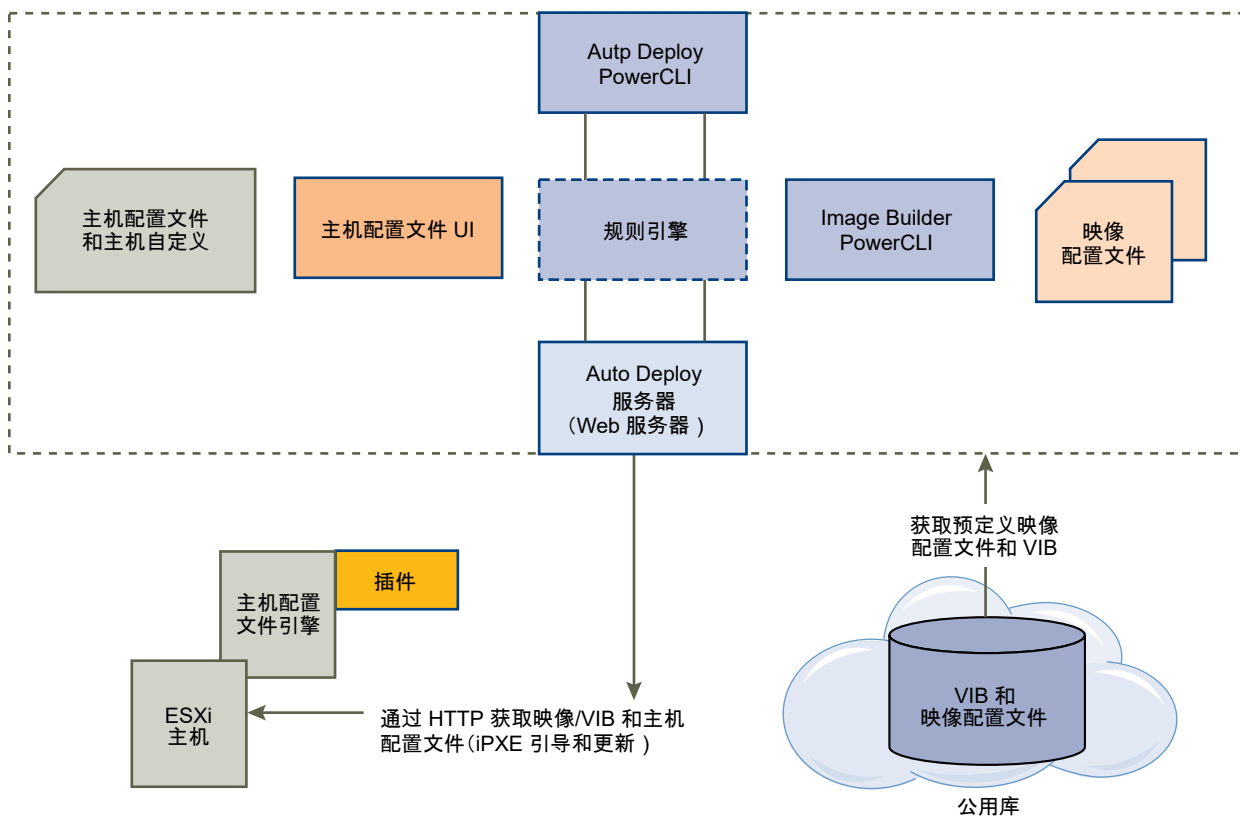 Autp Deploy
PowerCLI
主机配置文件
和主机自定义
主机配置文件 UI
规则引擎
Image Builder
PowerCLI
映像
配置文件
Auto Deploy
服务器
（Web 服务器 ）
获取预定义映像
配置文件和 VIB
插件
主机配置
文件引擎
ESXi
主机
通过 HTTP 获取映像/VIB 和主机
配置文件（iPXE 引导和更新 ）
VIB 和
映像配置文件
公用库